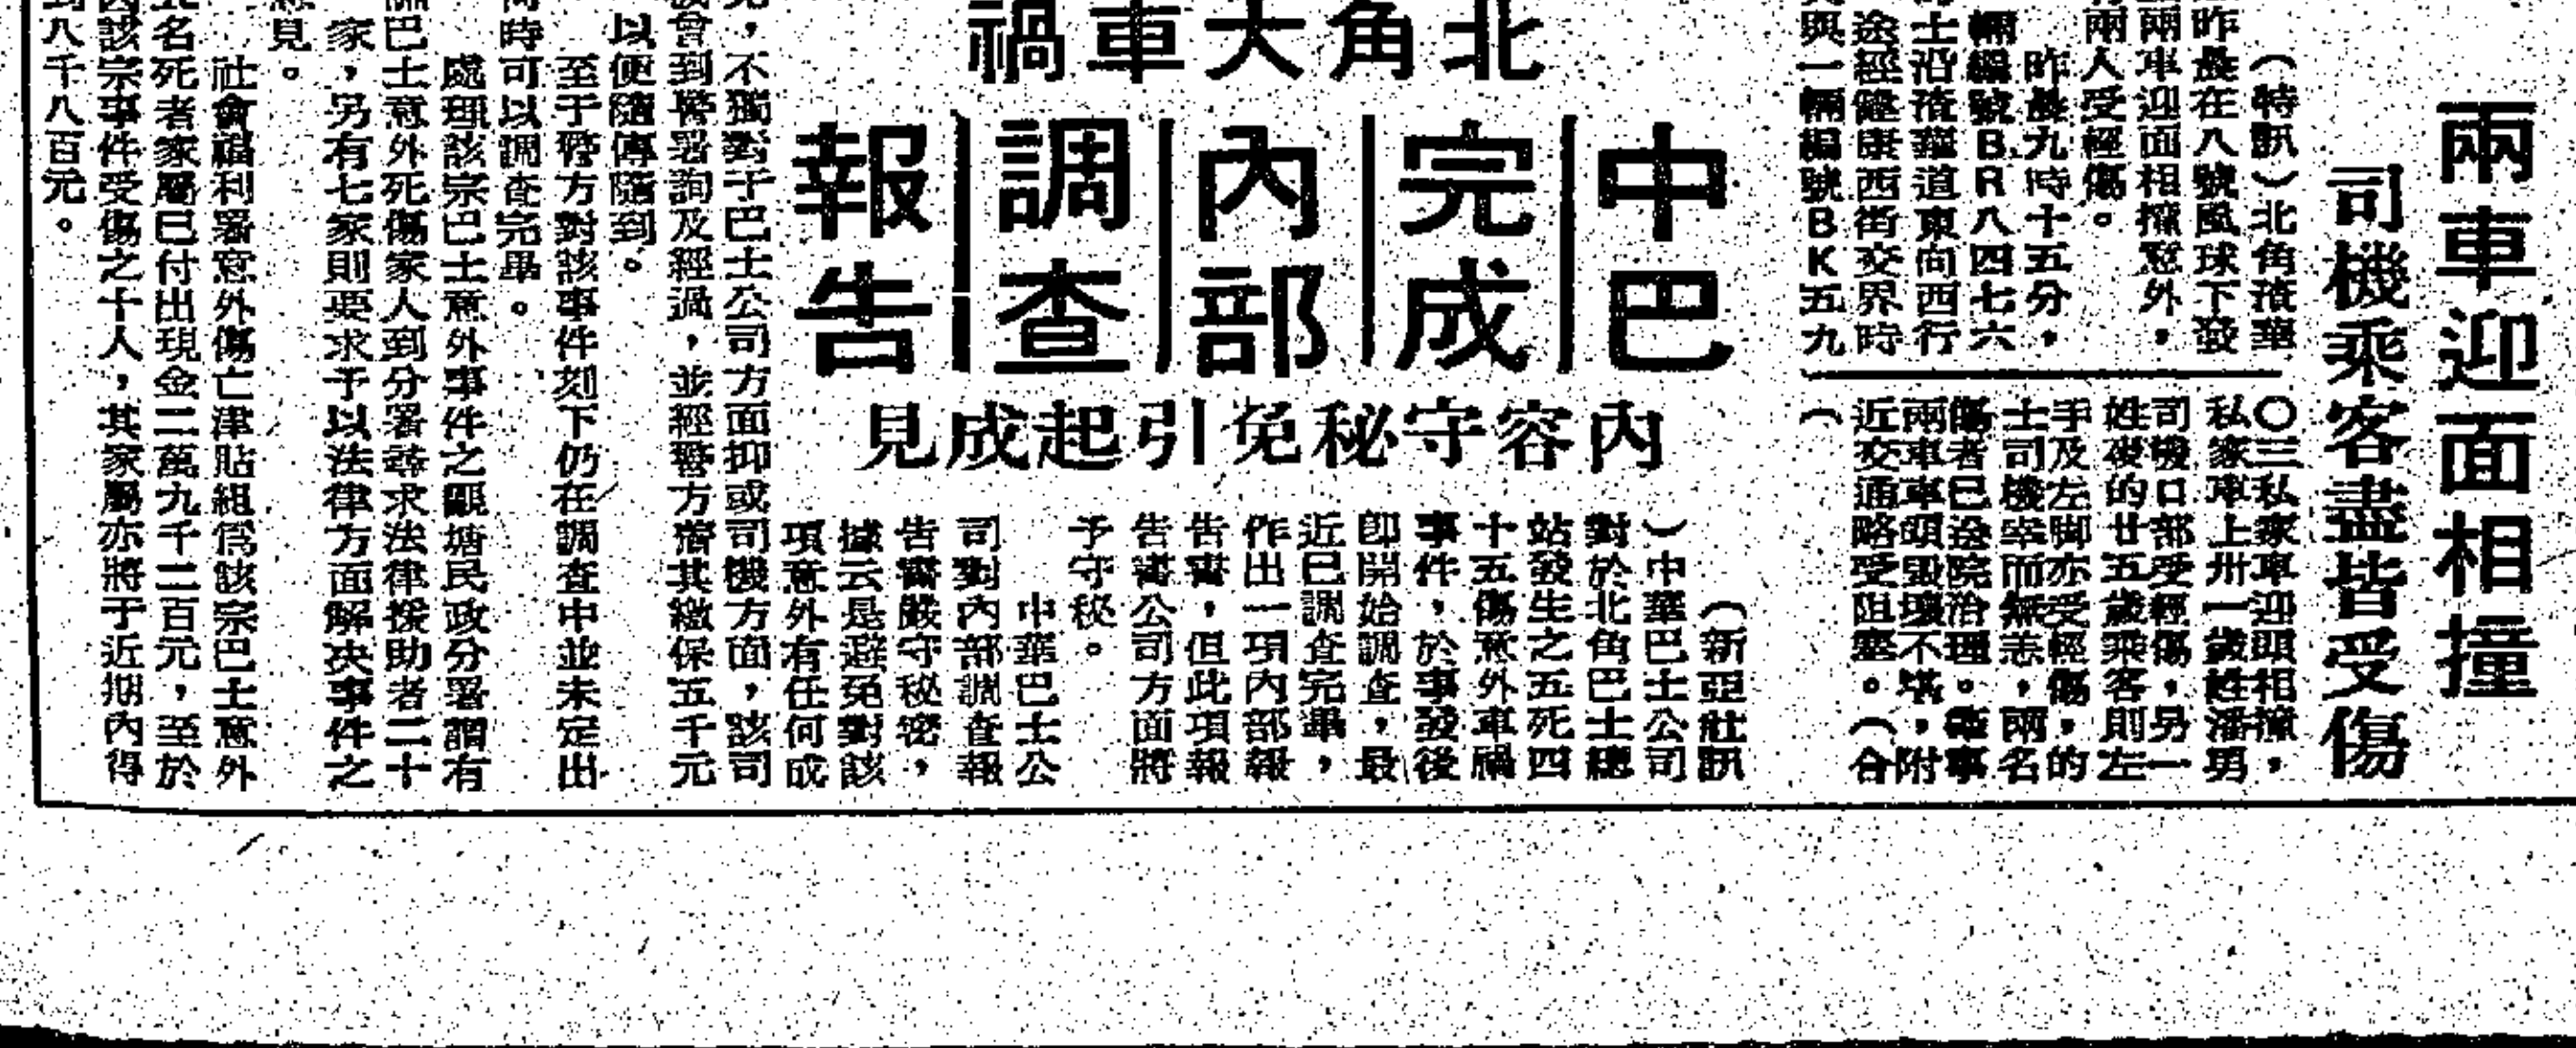 兩車迎面相撞
司機乘客盡皆受傷
（特訊）北角渣華
昨晨在八號風球下發
兩車迎面相撞意外，
兩人受輕傷。
昨晨九時十五分，
輛編號BR八四七六
士沿渣華道東向西行
途經健康西街交界時
與一輛編號BK五九
〇三私家車迎頭相撞，
私家車上卅一歲姓潘男
司機口部受輕傷，另一
姓夜的廿五歲乘客則左
手及左脚亦受輕傷，的
士司機幸而無恙，兩名
傷者已送院治理。肇事
兩車車頭毀壞不堪，附
近交通略受阻塞。（合
（
北角大車禍
中巴
完成
內部
調查
報告
內容守秘免引起成見
（新亞社訊
）中華巴士公司
對於北角巴士總
站發生之五死四
十五傷意外車禍
事件，於事發後
即開始調查，最
近已調查完畢，
作出一項內部報
告書，但此項報
告書公司方面將
予守秘。
中華巴士公
司對內部調查報
告書嚴守秘密，
據云是避免對該
項意外有任何成
見，不獨對于巴士公司方面抑或司機方面，該司
會到警署詢及經過，並經警方着其繳保五千元
以便隨傳隨到。
至于警方對該事件刻下仍在調查中並未定出
何時可以調查完畢。
處理該宗巴士意外事件之觀塘民政分署謂有
巴士意外死傷家人到分署尋求法律援助者二十
家，另有七家則要求予以法律方面解決事件之
見。
社會福利署意外傷亡津貼組為該宗巴士意外
名死者家屬已付出現金二萬九千二百元，至於
因該宗事件受傷之十人，其家屬亦將于近期內得
到八千八百元。